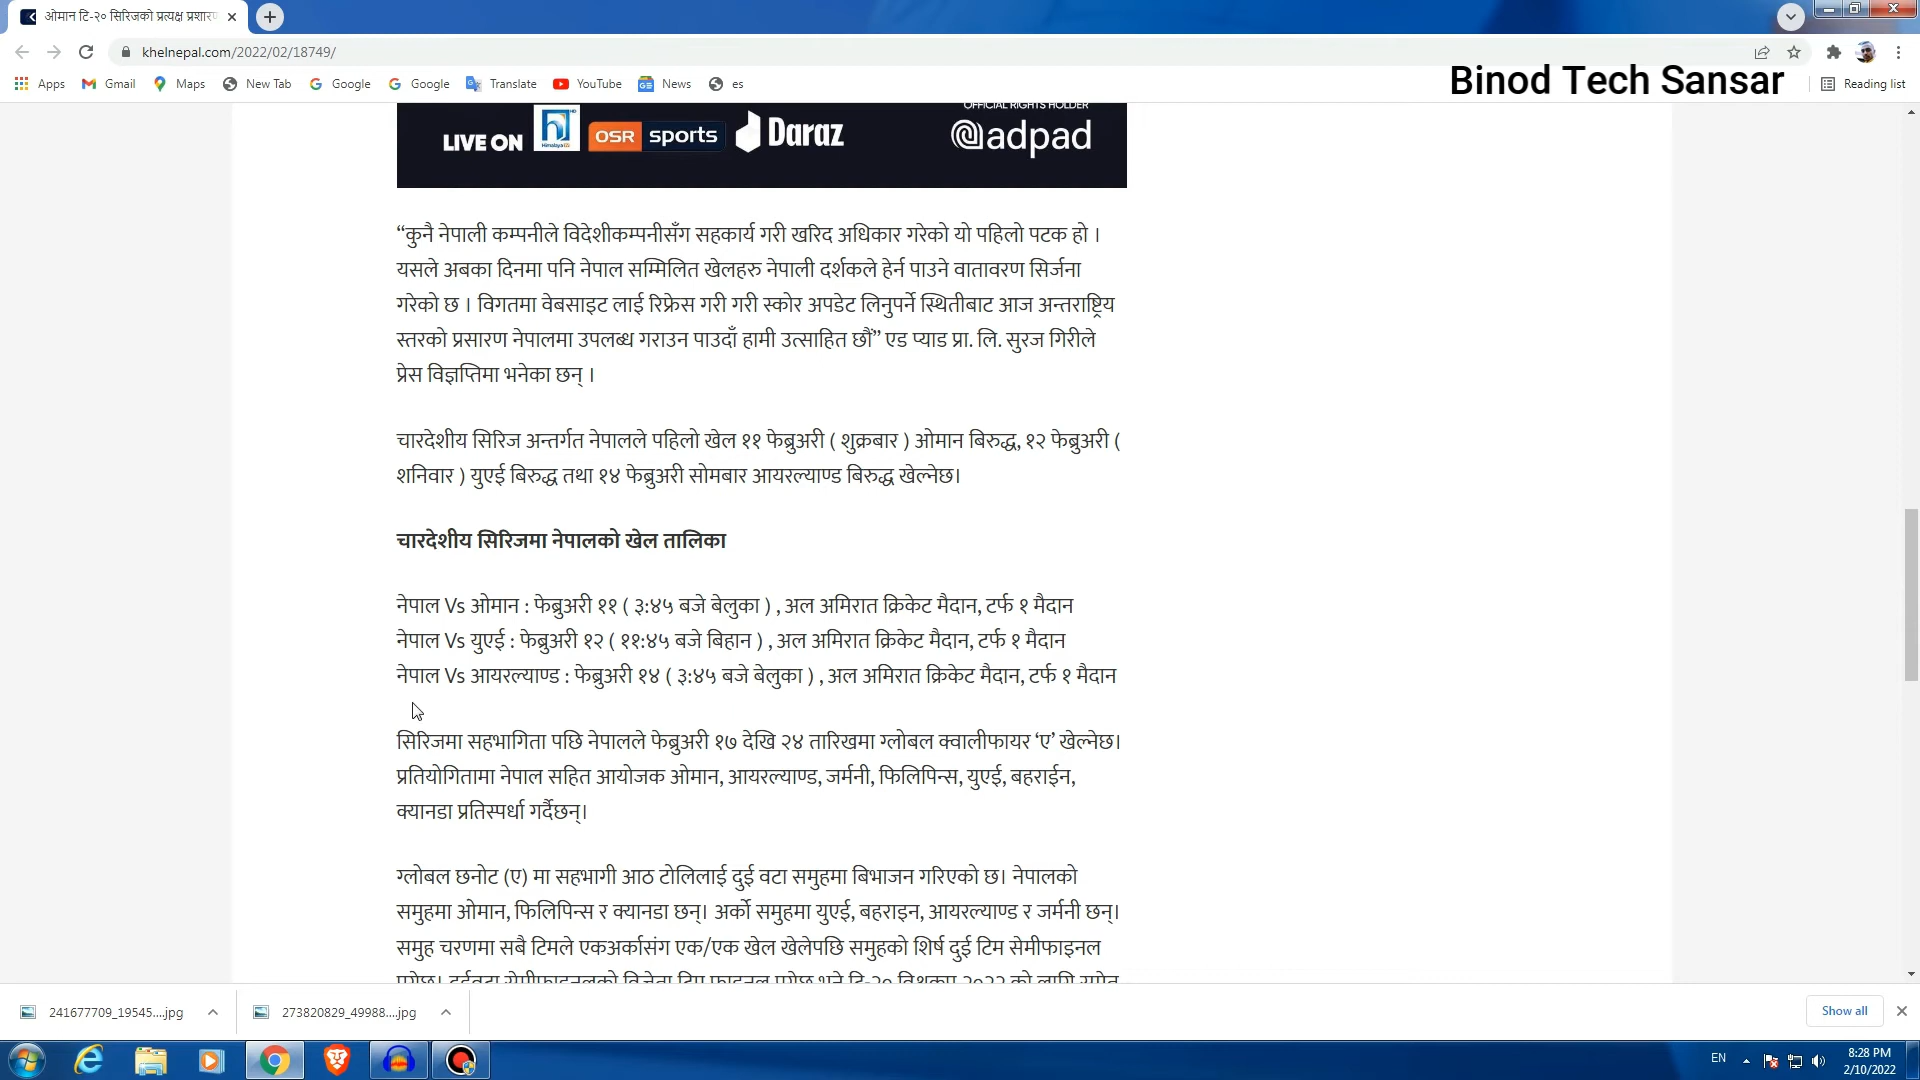 ओमान टि-२० सिरिजको प्रत्यक्ष प्रशारण
khelnepal.com/2022/02/18749/
Apps Gmail Maps New Tab Google Google Translate YouTube News es
Binod Tech Sansar
Reading list
OFFICIAL RIGHTS HOLDER
LIVE ON OSR sports Daraz @adpad
“कुनै नेपाली कम्पनीले विदेशीकम्पनीसँग सहकार्य गरी खरिद अधिकार गरेको यो पहिलो पटक हो ।
यसले अबका दिनमा पनि नेपाल सम्मिलित खेलहरु नेपाली दर्शकले हेर्न पाउने वातावरण सिर्जना
गरेको छ । विगतमा वेबसाइट लाई रिफ्रेस गरी गरी स्कोर अपडेट लिनुपर्ने स्थितीबाट आज अन्तराष्ट्रिय
स्तरको प्रसारण नेपालमा उपलब्ध गराउन पाउदाँ हामी उत्साहित छौं” एड प्याड प्रा. लि. सुरज गिरीले
प्रेस विज्ञप्तिमा भनेका छन् ।
चारदेशीय सिरिज अन्तर्गत नेपालले पहिलो खेल ११ फेब्रुअरी ( शुक्रबार ) ओमान बिरुद्ध, १२ फेब्रुअरी (
शनिवार ) युएई बिरुद्ध तथा १४ फेब्रुअरी सोमबार आयरल्याण्ड बिरुद्ध खेल्नेछ।
चारदेशीय सिरिजमा नेपालको खेल तालिका
नेपाल Vs ओमान : फेब्रुअरी ११ ( ३:४५ बजे बेलुका ) , अल अमिरात क्रिकेट मैदान, टर्फ १ मैदान
नेपाल Vs युएई : फेब्रुअरी १२ ( ११:४५ बजे बिहान ) , अल अमिरात क्रिकेट मैदान, टर्फ १ मैदान
नेपाल Vs आयरल्याण्ड : फेब्रुअरी १४ ( ३:४५ बजे बेलुका ) , अल अमिरात क्रिकेट मैदान, टर्फ १ मैदान
सिरिजमा सहभागिता पछि नेपालले फेब्रुअरी १७ देखि २४ तारिखमा ग्लोबल क्वालीफायर ‘ए’ खेल्नेछ।
प्रतियोगितामा नेपाल सहित आयोजक ओमान, आयरल्याण्ड, जर्मनी, फिलिपिन्स, युएई, बहराईन,
क्यानडा प्रतिस्पर्धा गर्दैछन्।
ग्लोबल छनोट (ए) मा सहभागी आठ टोलिलाई दुई वटा समुहमा बिभाजन गरिएको छ। नेपालको
समुहमा ओमान, फिलिपिन्स र क्यानडा छन्। अर्को समुहमा युएई, बहराइन, आयरल्याण्ड र जर्मनी छन्।
समुह चरणमा सबै टिमले एकअर्कासंग एक/एक खेल खेलेपछि समुहको शिर्ष दुई टिम सेमीफाइनल
241677709_19545....jpg 273820829_49988....jpg Show all
EN 8:28 PM
2/10/2022